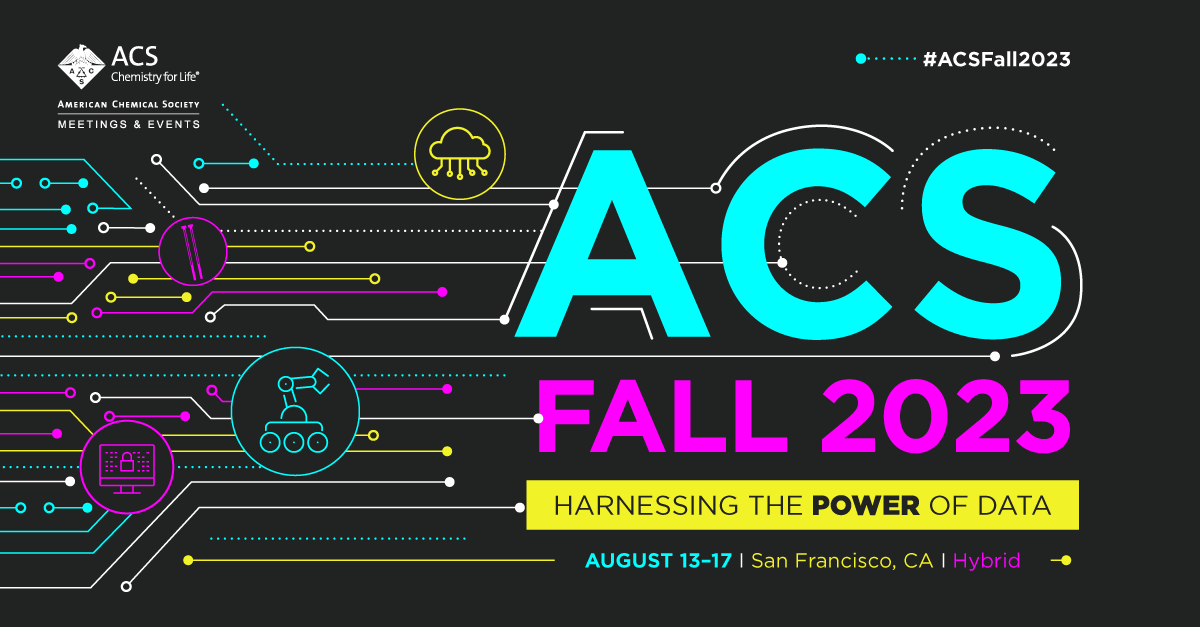 ACS
Chemistry for Life®
AMERICAN CHEMICAL SOCIETY
MEETINGS & EVENTS
#ACSFall2023
A C S
ACS
FALL 2023
HARNESSING THE POWER OF DATA
AUGUST 13–17 | San Francisco, CA | Hybrid